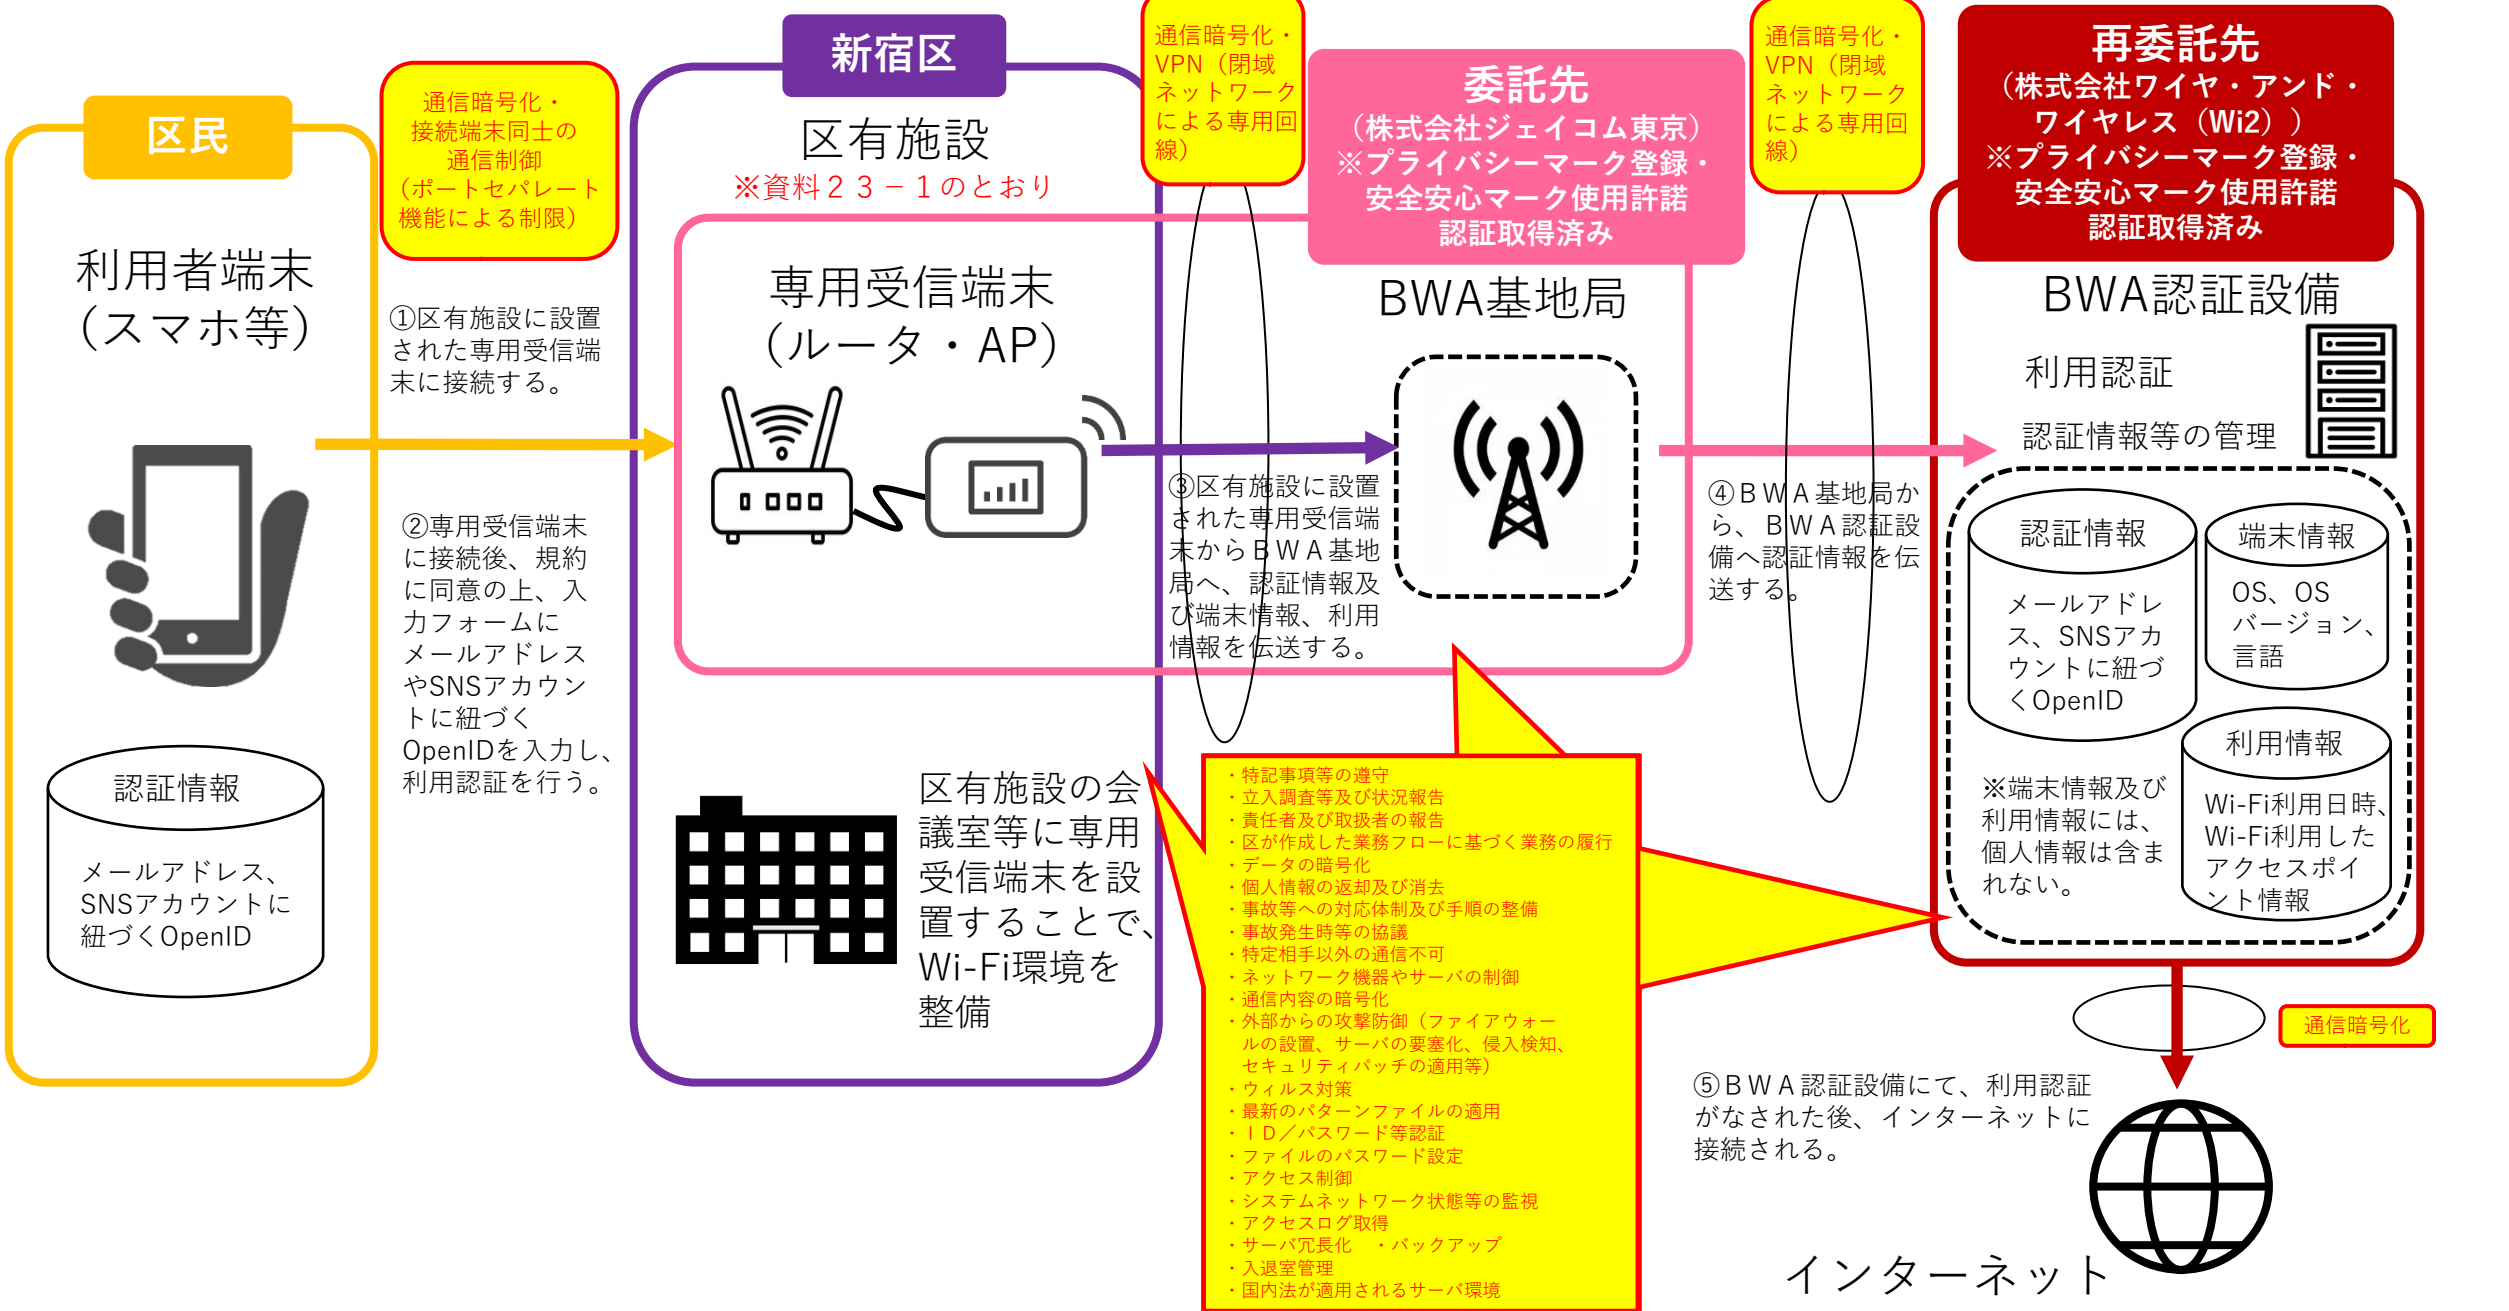 区民
利用者端末
（スマホ等）
認証情報
メールアドレス、
SNSアカウントに
紐づくOpenID
通信暗号化・
接続端末同士の
通信制御
（ポートセパレート
機能による制限）
①区有施設に設置
された専用受信端
末に接続する。
②専用受信端末
に接続後、規約
に同意の上、入
力フォームに
メールアドレス
やSNSアカウン
トに紐づく
OpenIDを入力し、
利用認証を行う。
新宿区
区有施設
※資料２３－１のとおり
専用受信端末
（ルータ・AP）
区有施設の会
議室等に専用
受信端末を設
置することで、
Wi-Fi環境を
整備
通信暗号化・
VPN（閉域
ネットワーク
による専用回
線）
③区有施設に設置
された専用受信端
末からＢＷＡ基地
局へ、認証情報及
び端末情報、利用
情報を伝送する。
委託先
（株式会社ジェイコム東京）
※プライバシーマーク登録・
安全安心マーク使用許諾
認証取得済み
BWA基地局
・特記事項等の遵守
・立入調査等及び状況報告
・責任者及び取扱者の報告
・区が作成した業務フローに基づく業務の履行
・データの暗号化
・個人情報の返却及び消去
・事故等への対応体制及び手順の整備
・事故発生時等の協議
・特定相手以外の通信不可
・ネットワーク機器やサーバの制御
・通信内容の暗号化
・外部からの攻撃防御（ファイアウォー
ルの設置、サーバの要塞化、侵入検知、
セキュリティパッチの適用等）
・ウィルス対策
・最新のパターンファイルの適用
・ＩＤ／パスワード等認証
・ファイルのパスワード設定
・アクセス制御
・システムネットワーク状態等の監視
・アクセスログ取得
・サーバ冗長化　・バックアップ
・入退室管理
・国内法が適用されるサーバ環境
通信暗号化・
VPN（閉域
ネットワーク
による専用回
線）
④ＢＷＡ基地局か
ら、ＢＷＡ認証設
備へ認証情報を伝
送する。
再委託先
（株式会社ワイヤ・アンド・
ワイヤレス（Wi2））
※プライバシーマーク登録・
安全安心マーク使用許諾
認証取得済み
BWA認証設備
利用認証
認証情報等の管理
認証情報
メールアドレ
ス、SNSアカ
ウントに紐づ
くOpenID
端末情報
OS、OS
バージョン、
言語
利用情報
Wi-Fi利用日時、
Wi-Fi利用した
アクセスポイ
ント情報
※端末情報及び
利用情報には、
個人情報は含ま
れない。
通信暗号化
⑤ＢＷＡ認証設備にて、利用認証
がなされた後、インターネットに
接続される。
インターネット